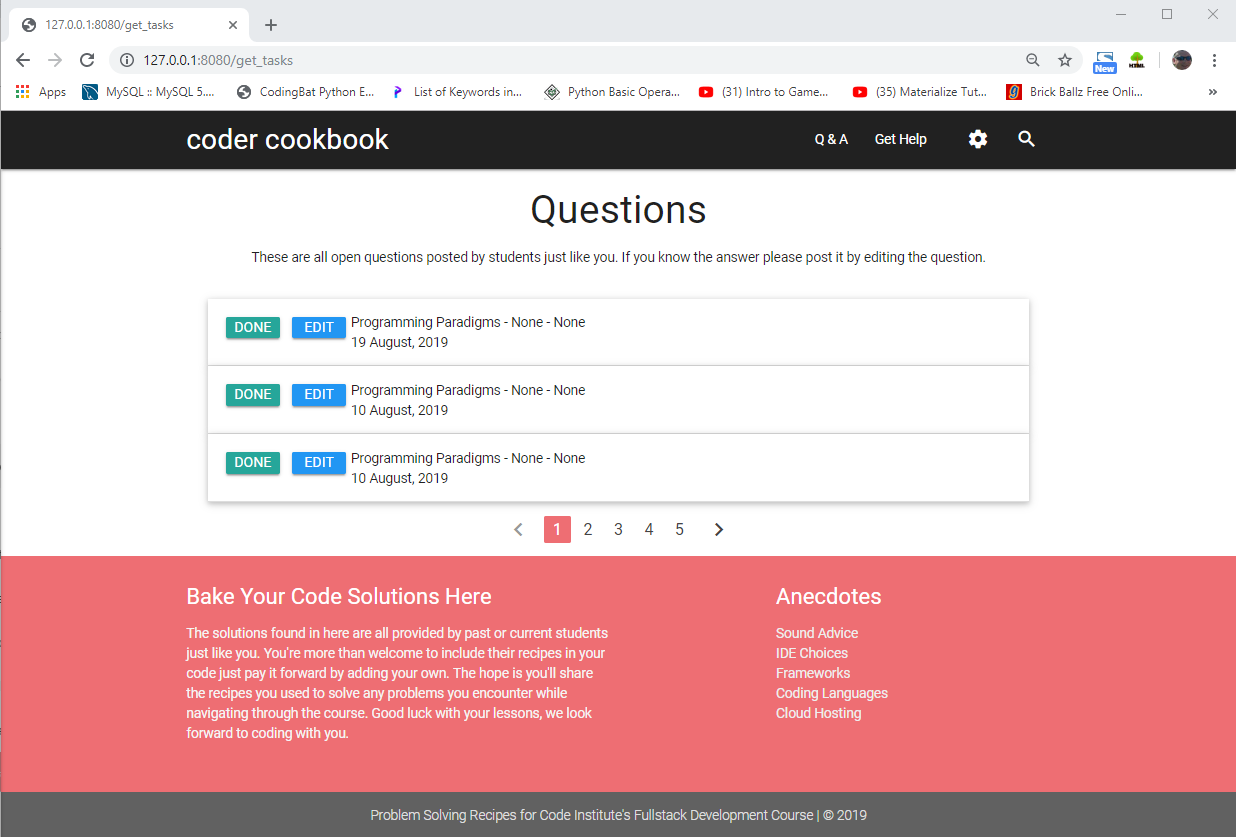 127.0.0.1:8080/get_tasks
127.0.0.1:8080/get_tasks
New
HTML
Apps
MySQL :: MySQL 5....
CodingBat Python E...
List of Keywords in...
Python Basic Opera...
(31) Intro to Game...
(35) Materialize Tut...
Brick Ballz Free Onli...
»
coder cookbook
Q & A
Get Help
Questions
These are all open questions posted by students just like you. If you know the answer please post it by editing the question.
DONE EDIT Programming Paradigms - None - None
19 August, 2019
DONE EDIT Programming Paradigms - None - None
10 August, 2019
DONE EDIT Programming Paradigms - None - None
10 August, 2019
1 2 3 4 5
Bake Your Code Solutions Here
The solutions found in here are all provided by past or current students
just like you. You're more than welcome to include their recipes in your
code just pay it forward by adding your own. The hope is you'll share
the recipes you used to solve any problems you encounter while
navigating through the course. Good luck with your lessons, we look
forward to coding with you.
Anecdotes
Sound Advice
IDE Choices
Frameworks
Coding Languages
Cloud Hosting
Problem Solving Recipes for Code Institute's Fullstack Development Course | © 2019